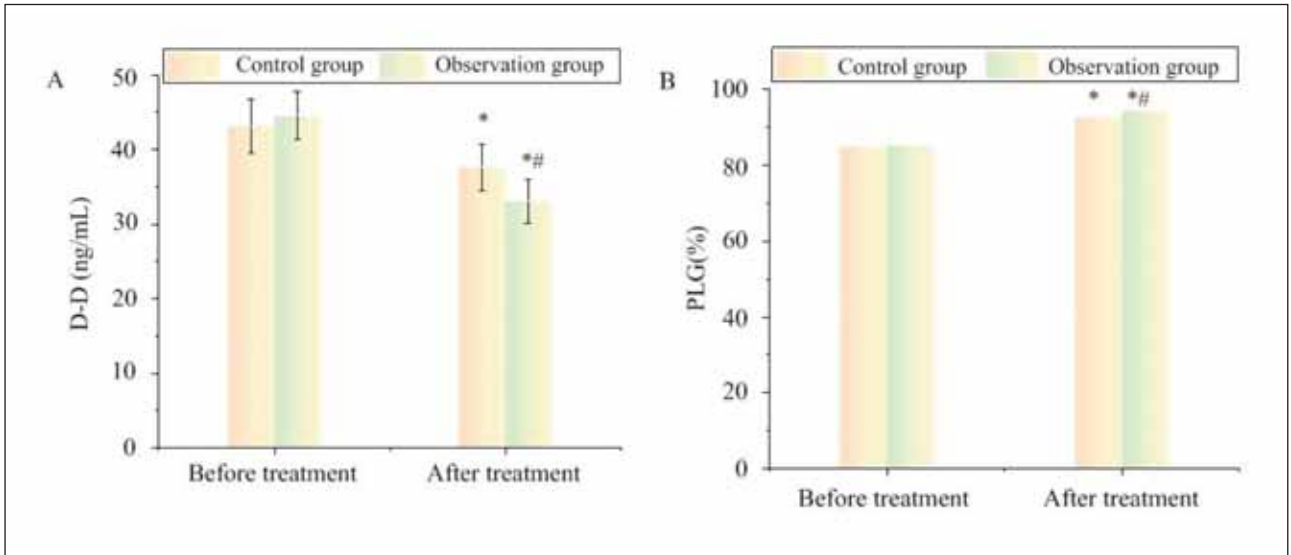 A
Control group Observation group
50
40
30
20
10
0
D-D (ng/mL)
*
*#
Before treatment After treatment
B
Control group Observation group
100
80
60
40
20
0
PLG(%)
* *#
Before treatment After treatment